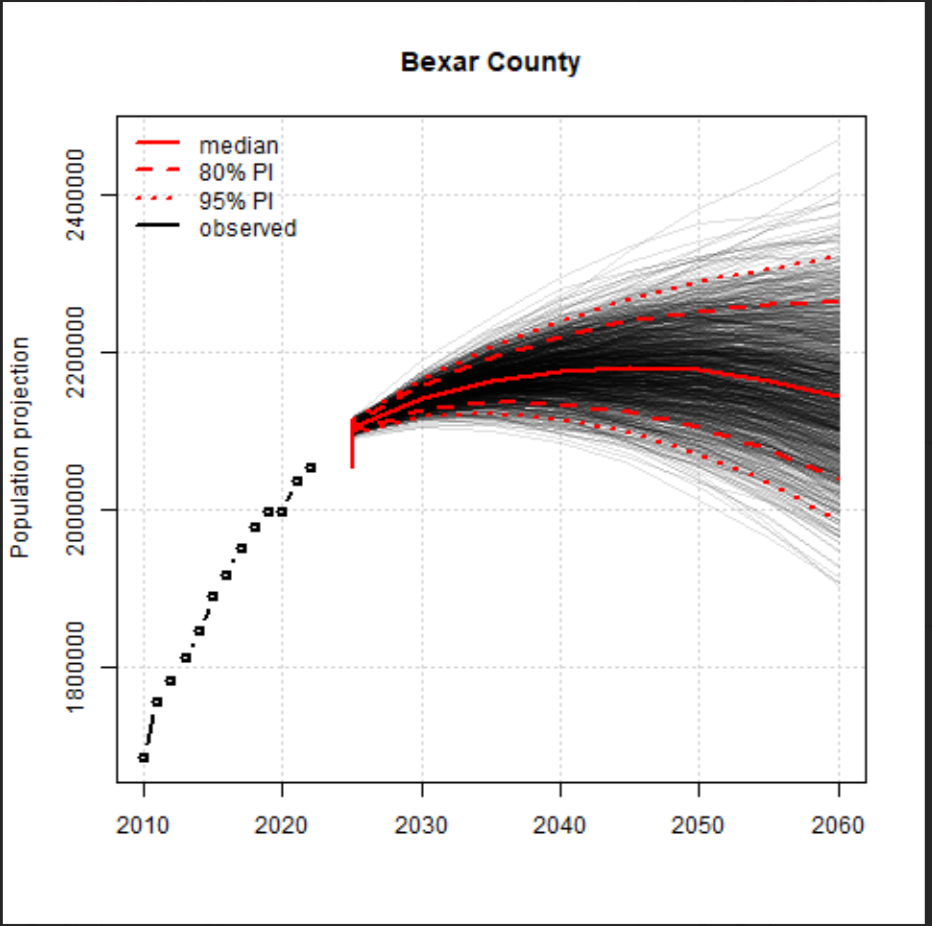 Bexar County
median
80% PI
95% PI
observed
Population projection
2400000
2200000
2000000
1800000
2010 2020 2030 2040 2050 2060